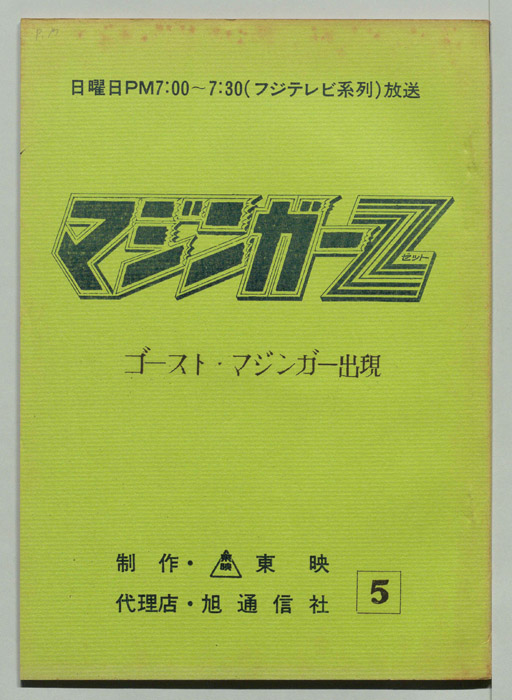 日曜日PM7:00～7:30(フジテレビ系列)放送
マジンガーZ
ゼット
ゴースト・マジンガー出現
制作・東映 東映
代理店・旭通信社
5